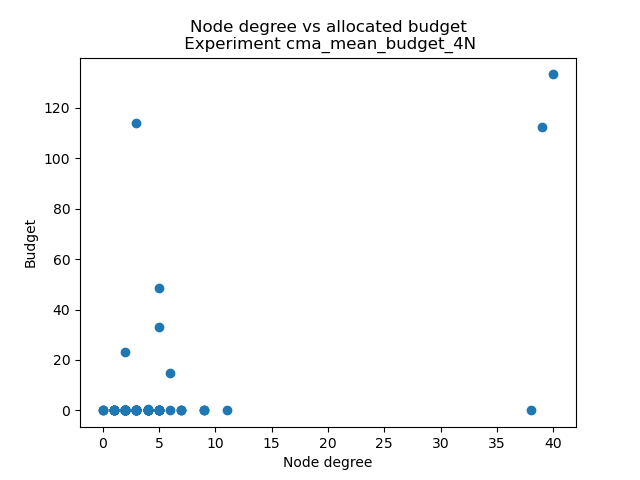 Node degree vs allocated budget
Experiment cma_mean_budget_4N
120
100
80
60
40
20
0
Budget
0 5 10 15 20 25 30 35 40
Node degree